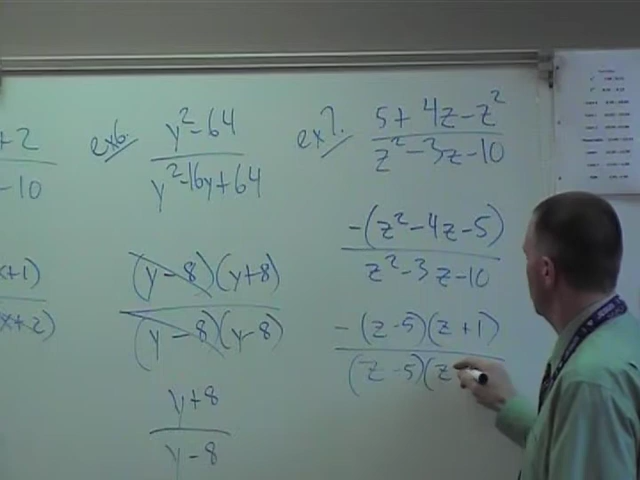 +2
-10
x+1)
(x+2)
ex6.
y²-64
y²-16y+64
(y-8)(y+8)
(y-8)(y-8)
y+8
y-8
ex7.
5+4z-z²
z²-3z-10
-(z²-4z-5)
z²-3z-10
-(z-5)(z+1)
(z-5)(z